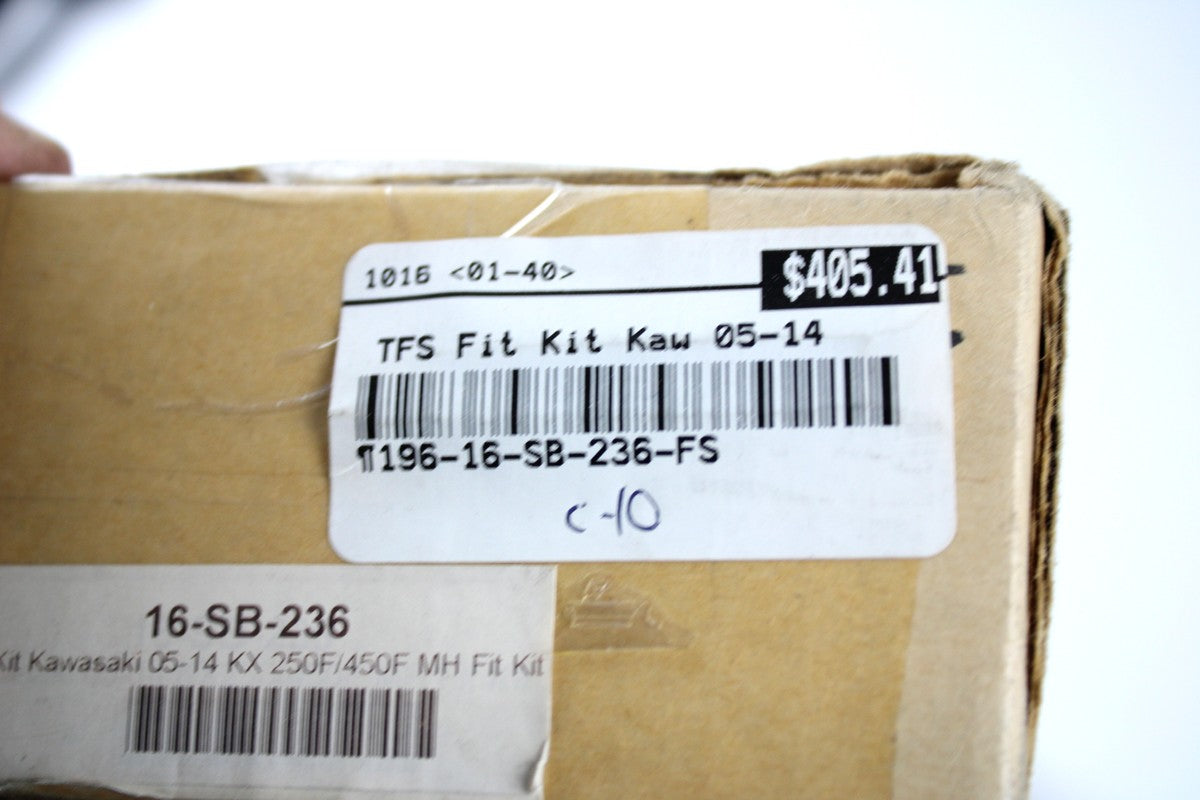 1016 <01-40>
$405.41
TFS Fit Kit Kaw 05-14
¶196-16-SB-236-FS
C-10
16-SB-236
Kit Kawasaki 05-14 KX 250F/450F MH Fit Kit